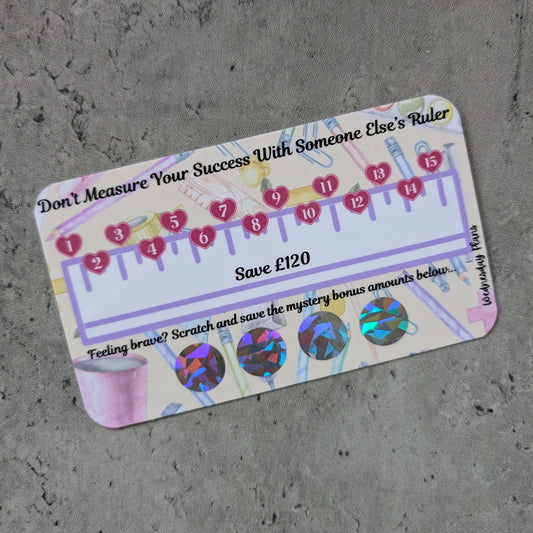 Don't Measure Your Success With Someone Else's Ruler
1 2 3 4 5 6 7 8 9 10 11 12 13 14 15
Save £120
Feeling brave? Scratch and save the mystery bonus amounts below...
Wednesday Plans